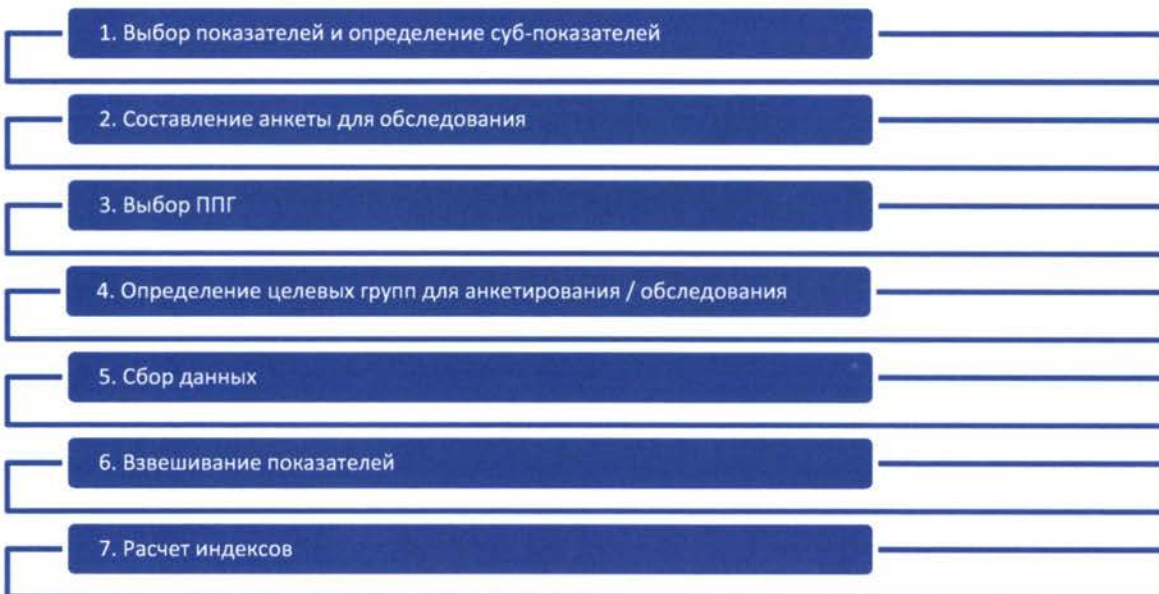 1. Выбор показателей и определение суб-показателей
2. Составление анкеты для обследования
3. Выбор ППГ
4. Определение целевых групп для анкетирования / обследования
5. Сбор данных
6. Взвешивание показателей
7. Расчет индексов